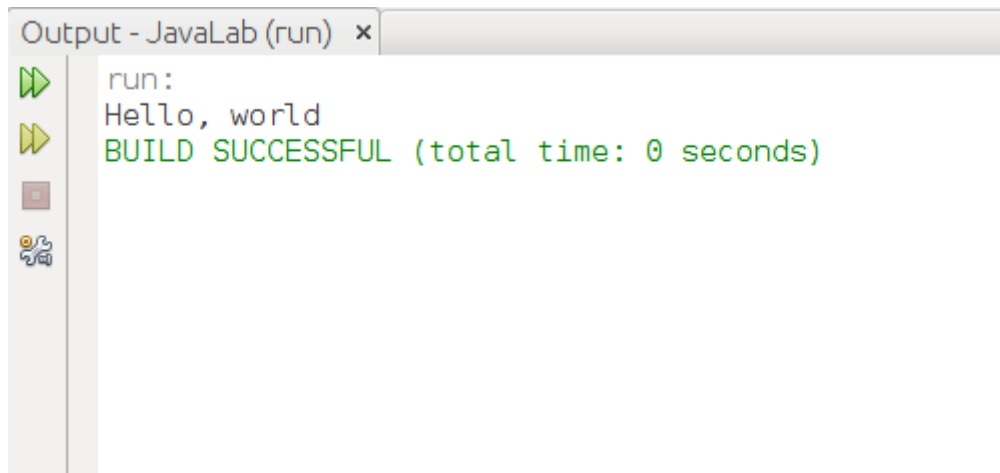 Output - JavaLab (run) ×
run:
Hello, world
BUILD SUCCESSFUL (total time: 0 seconds)